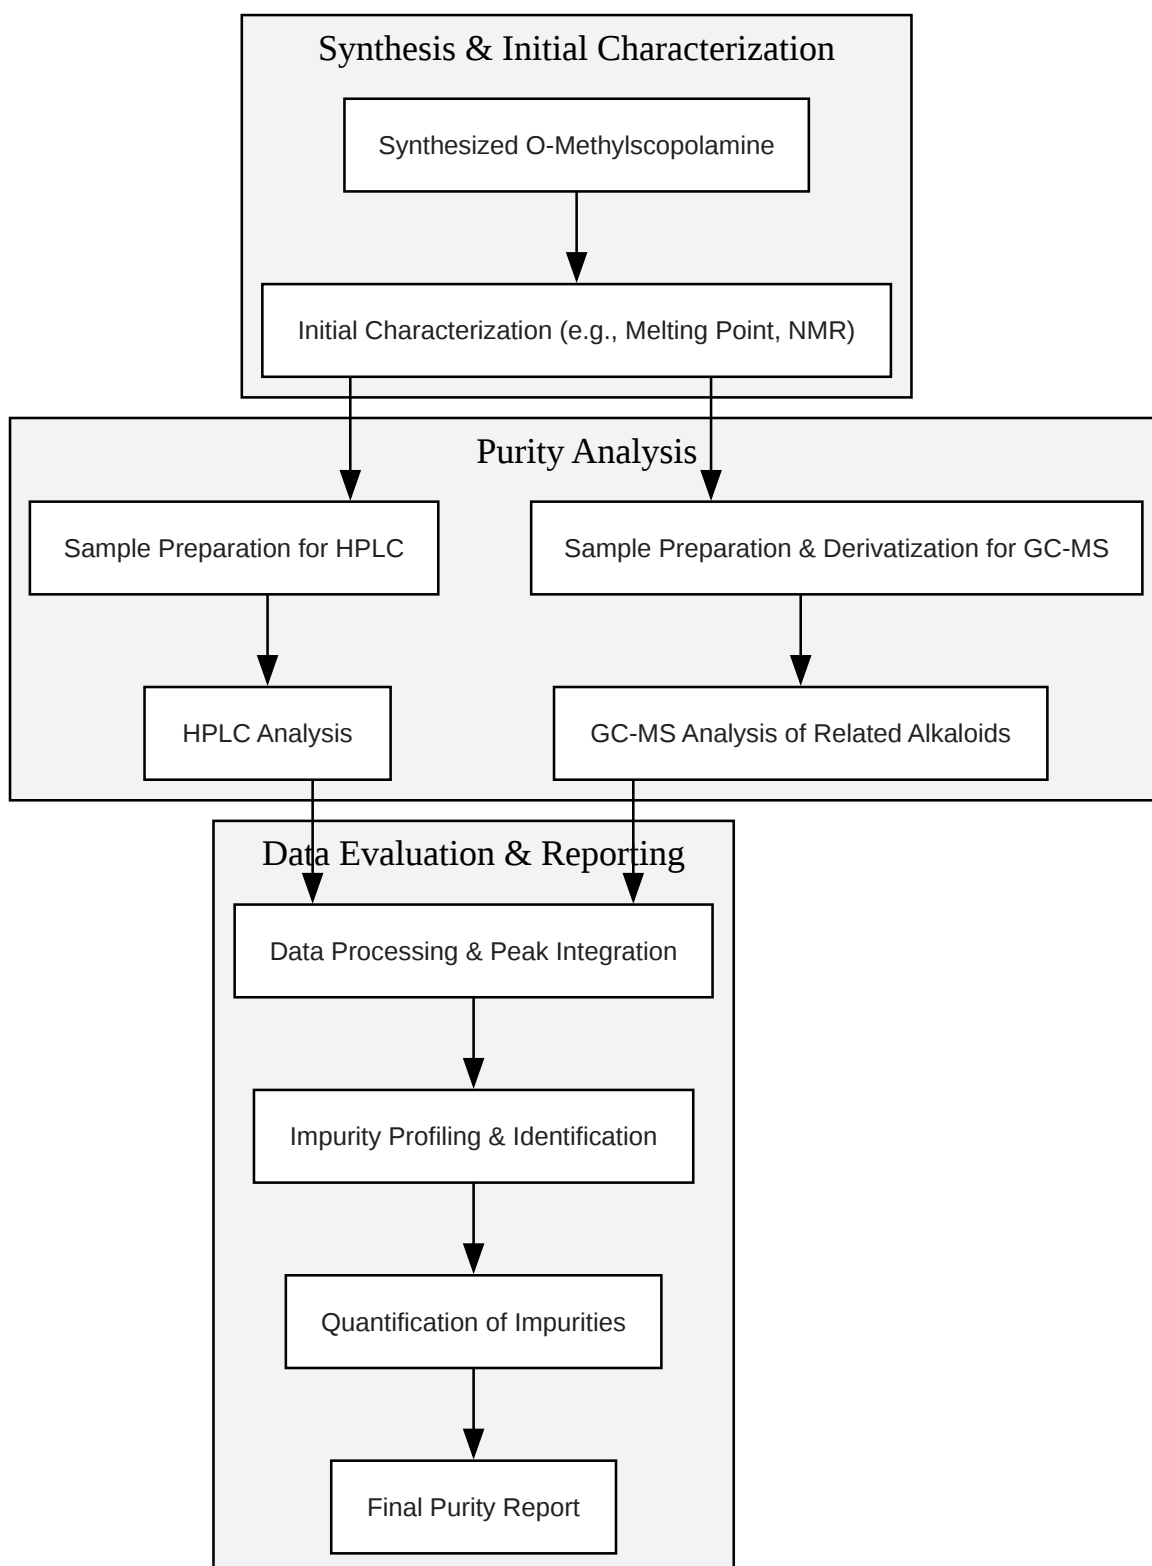 Synthesis & Initial Characterization
Synthesized O-Methylscopolamine
Initial Characterization (e.g., Melting Point, NMR)
Purity Analysis
Sample Preparation for HPLC
Sample Preparation & Derivatization for GC-MS
HPLC Analysis
GC-MS Analysis of Related Alkaloids
Data Evaluation & Reporting
Data Processing & Peak Integration
Impurity Profiling & Identification
Quantification of Impurities
Final Purity Report